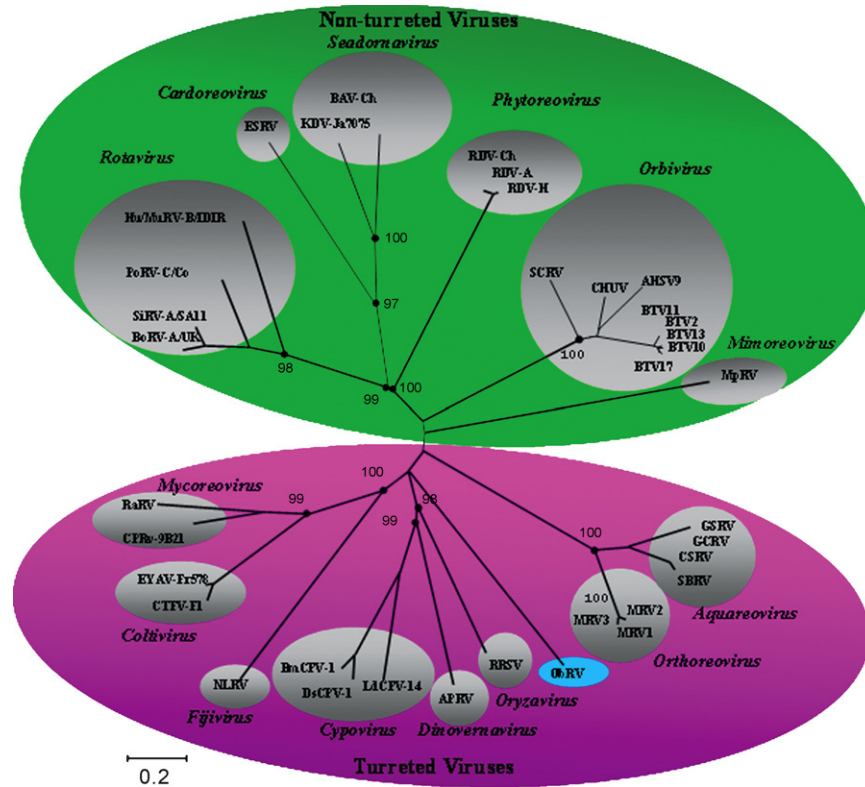 Non-turreted Viruses
Seadornavirus
Cardoreovirus
BAV-Ch
KDV-Ja7075
ESRV
Phytoreovirus
RDV-Ch
RDV-A
RDV-H
Rotavirus
Hu/MuRV-B/IDIR
PoRV-C/Co
SiRV-A/SA11
BoRV-A/UK
Orbivirus
SCRV
CHUV
AHSV9
BTV11
BTV2
BTV13
BTV10
BTV17
Mimoreovirus
MpRV
100
97
98
99
100
100
Mycoreovirus
RaRV
CPRv-9B21
99
100
98
99
EYAV-Fr578
CTFV-Fl
Coltivirus
NLRV
Fijivirus
BmCPV-1
DsCPV-1
LdCPV-14
Cypovirus
APRV
Dinovernavirus
RRSV
Oryzavirus
ObRV
100
GSRV
GCRV
CSRV
SBRV
Aquareovirus
100
MRV3
MRV2
MRV1
Orthoreovirus
0.2
Turreted Viruses